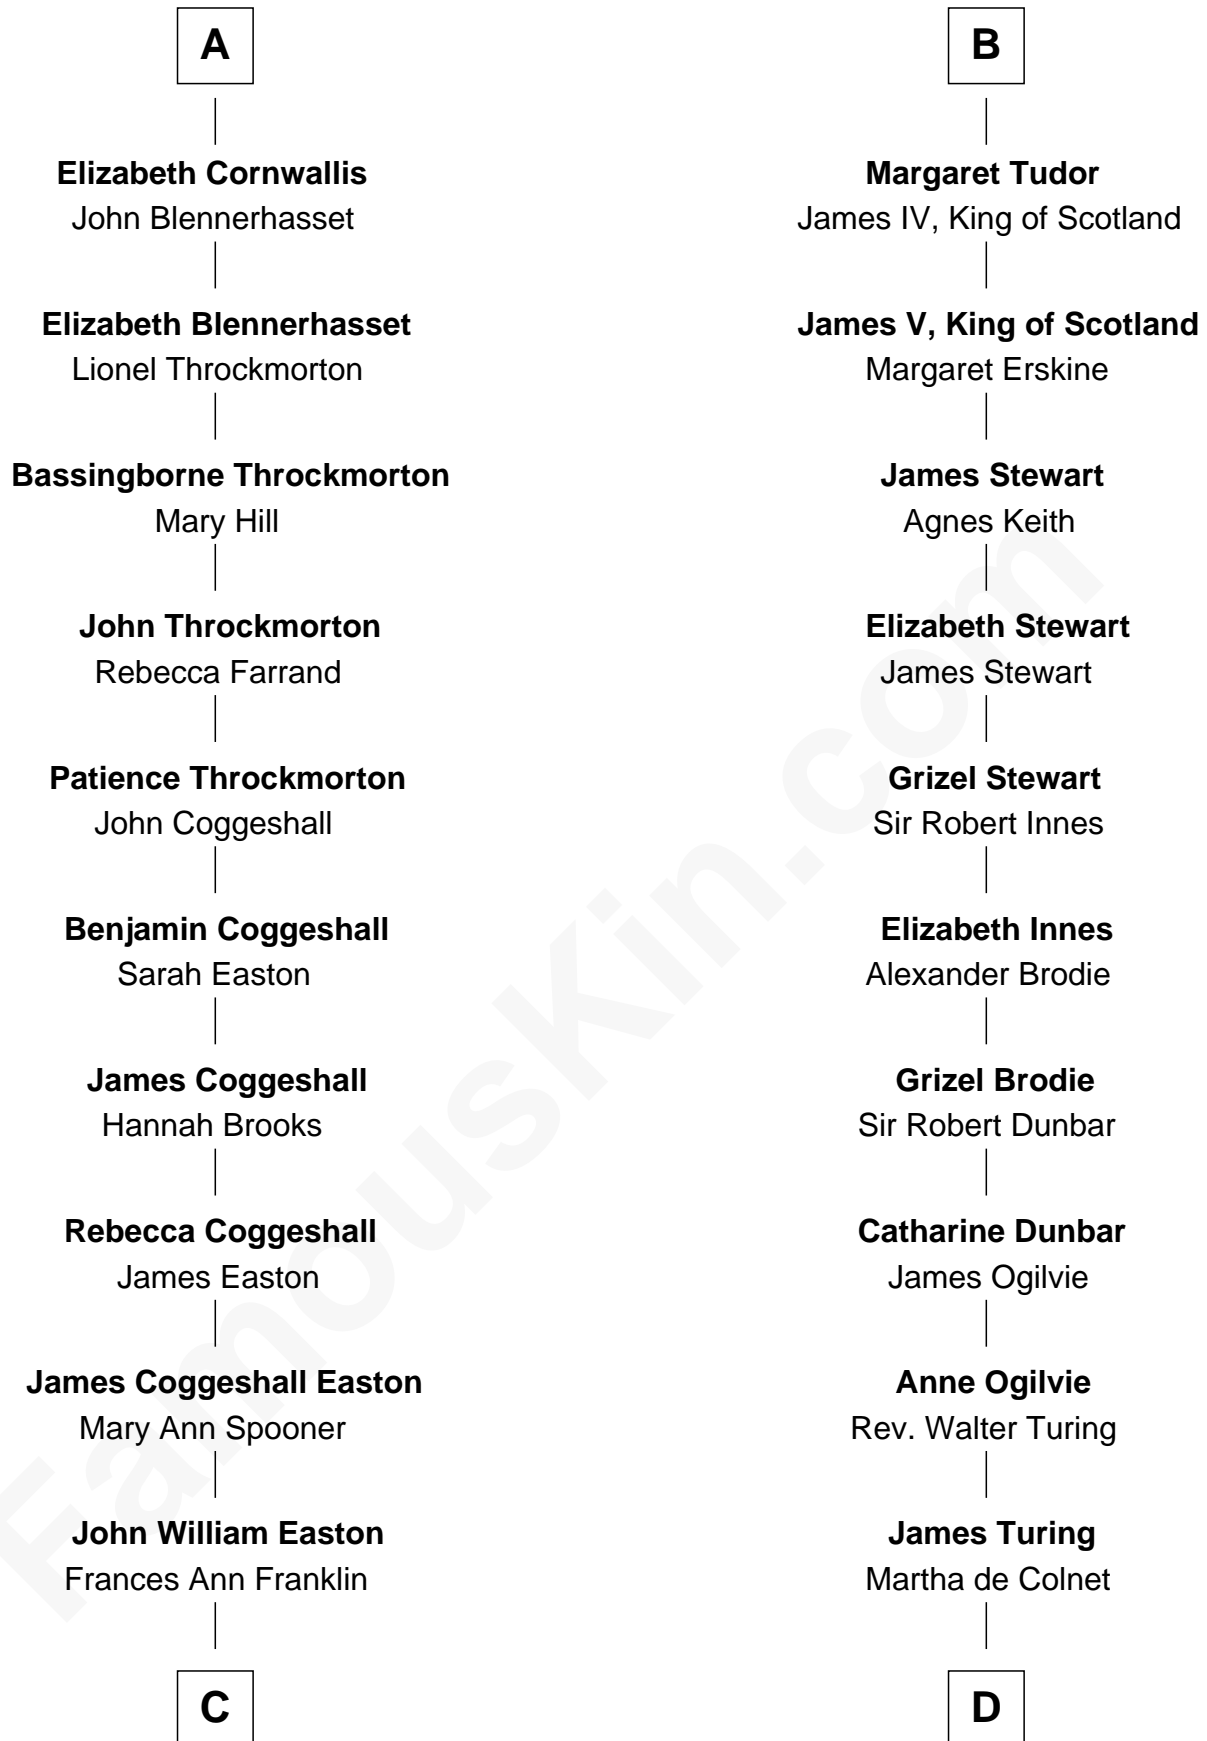 A
Elizabeth Cornwallis
John Blennerhasset
Elizabeth Blennerhasset
Lionel Throckmorton
Bassingborne Throckmorton
Mary Hill
John Throckmorton
Rebecca Farrand
Patience Throckmorton
John Coggeshall
Benjamin Coggeshall
Sarah Easton
James Coggeshall
Hannah Brooks
Rebecca Coggeshall
James Easton
James Coggeshall Easton
Mary Ann Spooner
John William Easton
Frances Ann Franklin
C
B
Margaret Tudor
James IV, King of Scotland
James V, King of Scotland
Margaret Erskine
James Stewart
Agnes Keith
Elizabeth Stewart
James Stewart
Grizel Stewart
Sir Robert Innes
Elizabeth Innes
Alexander Brodie
Grizel Brodie
Sir Robert Dunbar
Catharine Dunbar
James Ogilvie
Anne Ogilvie
Rev. Walter Turing
James Turing
Martha de Colnet
D
FamousKin.com